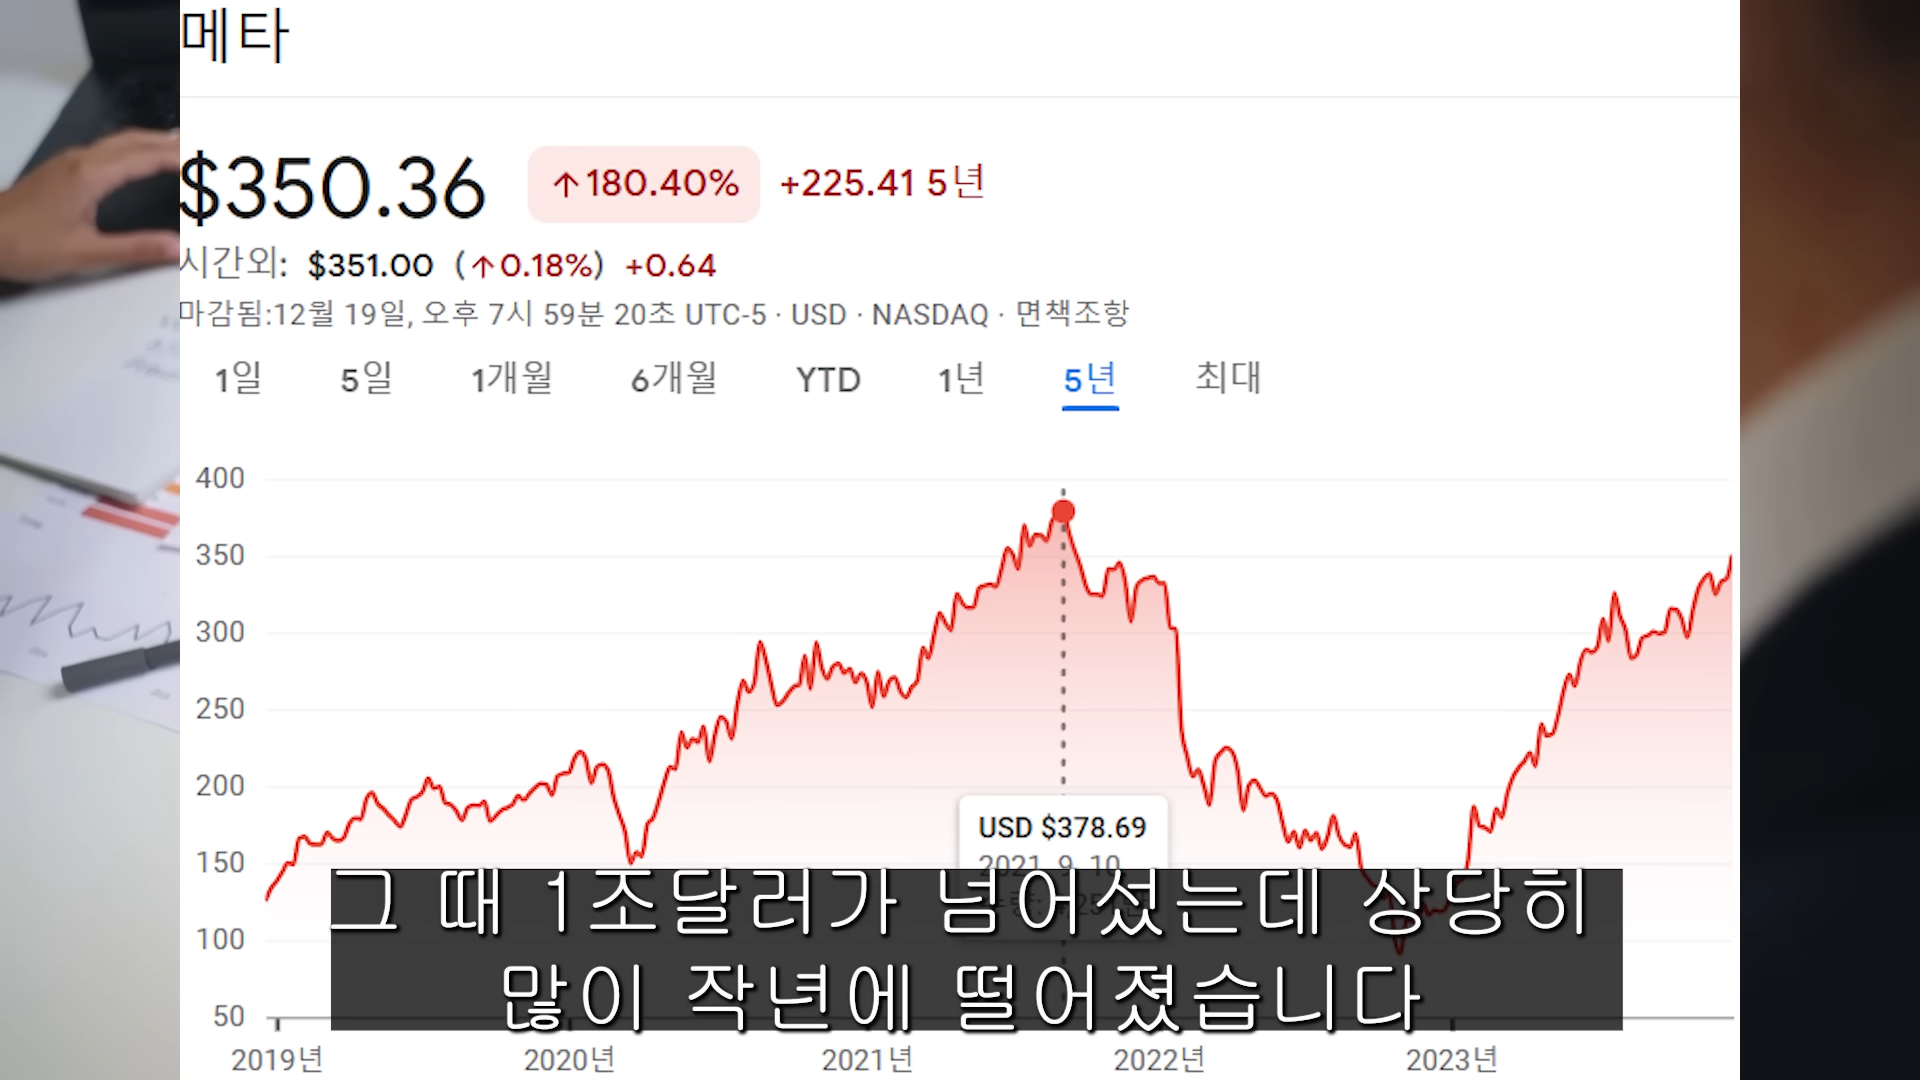 메타
$350.36 ↑180.40% +225.41 5년
시간외: $351.00 (↑0.18%) +0.64
마감됨:12월 19일, 오후 7시 59분 20초 UTC-5 · USD · NASDAQ · 면책조항
1일 5일 1개월 6개월 YTD 1년 5년 최대
400
350
300
250
200
150
100
50
USD $378.69
2021. 9. 10
그 때 1조달러가 넘어섰는데 상당히
많이 작년에 떨어졌습니다
2019년 2020년 2021년 2022년 2023년